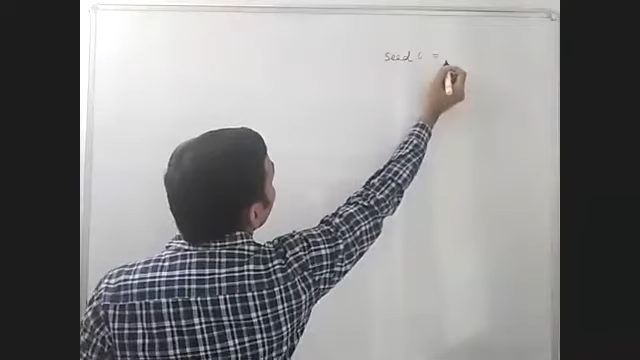 seed i =